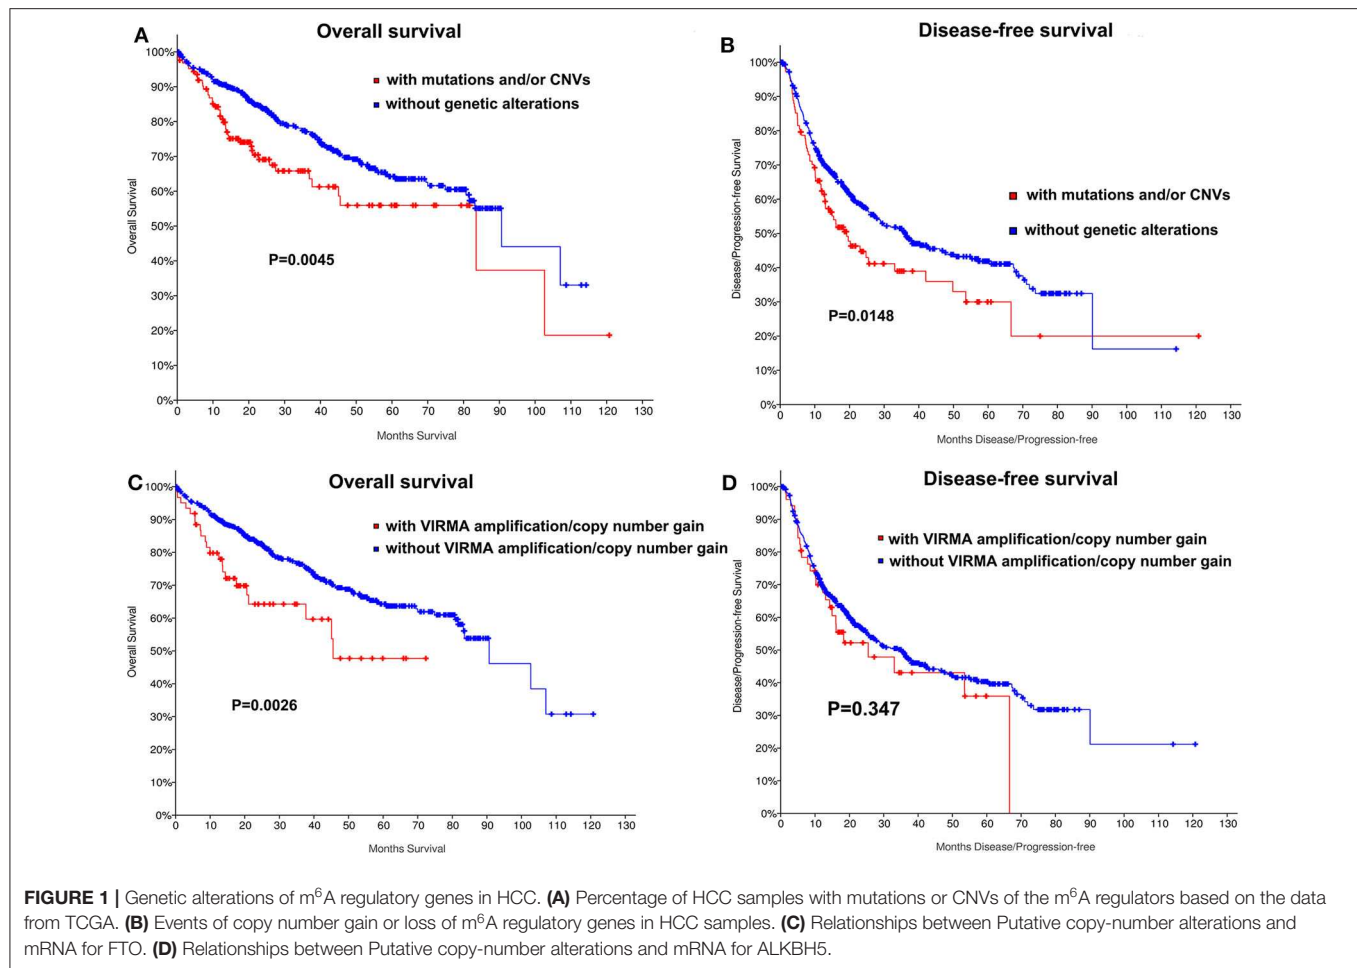 A
Overall survival
100%
90%
80%
70%
60%
50%
40%
30%
20%
10%
0%
Overall Survival
with mutations and/or CNVs
without genetic alterations
P=0.0045
0 10 20 30 40 50 60 70 80 90 100 110 120 130
Months Survival
B
Disease-free survival
100%
90%
80%
70%
60%
50%
40%
30%
20%
10%
0%
Disease/Progression-free Survival
with mutations and/or CNVs
without genetic alterations
P=0.0148
0 10 20 30 40 50 60 70 80 90 100 110 120 130
Months Disease/Progression-free
C
Overall survival
100%
90%
80%
70%
60%
50%
40%
30%
20%
10%
0%
Overall Survival
with VIRMA amplification/copy number gain
without VIRMA amplification/copy number gain
P=0.0026
0 10 20 30 40 50 60 70 80 90 100 110 120 130
Months Survival
D
Disease-free survival
100%
90%
80%
70%
60%
50%
40%
30%
20%
10%
0%
Disease/Progression-free Survival
with VIRMA amplification/copy number gain
without VIRMA amplification/copy number gain
P=0.347
0 10 20 30 40 50 60 70 80 90 100 110 120 130
Months Disease/Progression-free
FIGURE 1 | Genetic alterations of m⁶A regulatory genes in HCC. (A) Percentage of HCC samples with mutations or CNVs of the m⁶A regulators based on the data
from TCGA. (B) Events of copy number gain or loss of m⁶A regulatory genes in HCC samples. (C) Relationships between Putative copy-number alterations and
mRNA for FTO. (D) Relationships between Putative copy-number alterations and mRNA for ALKBH5.